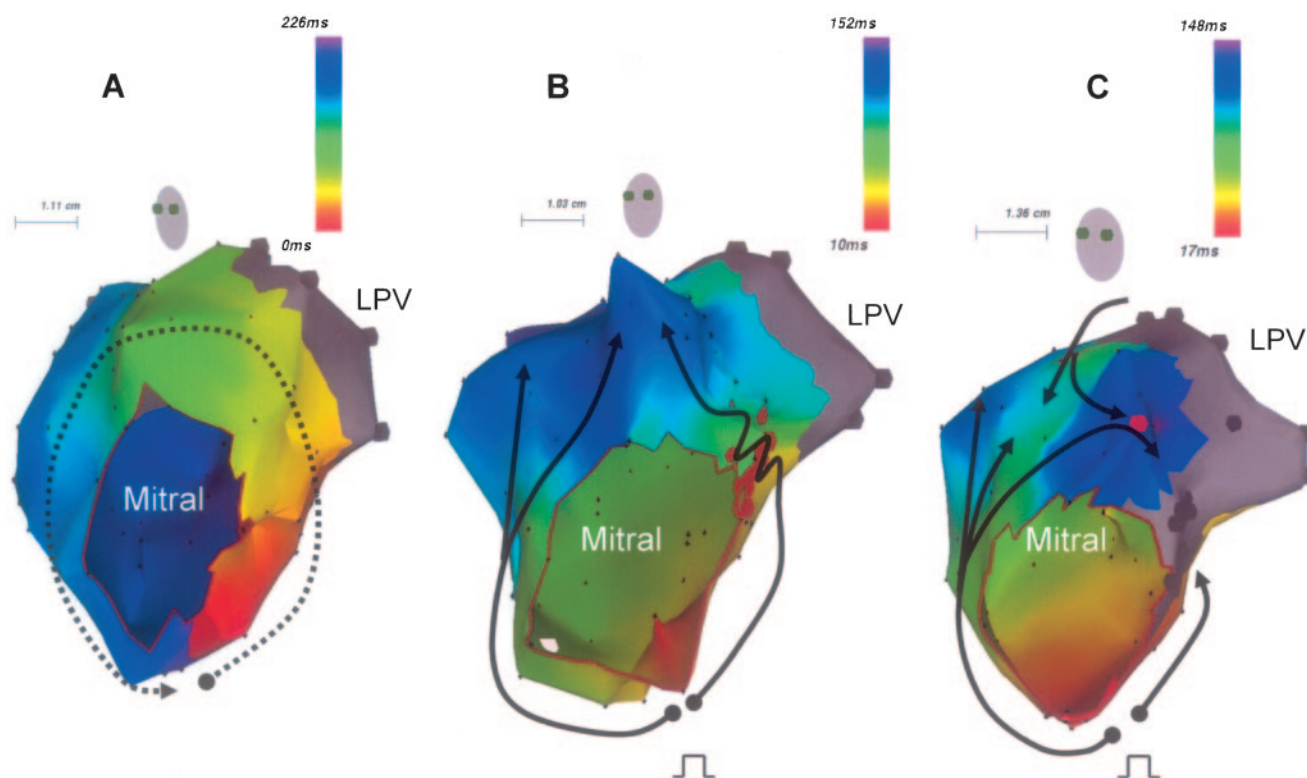 226ms
A
1.11 cm
0ms
LPV
Mitral
152ms
B
1.03 cm
10ms
LPV
Mitral
148ms
C
1.36 cm
17ms
LPV
Mitral